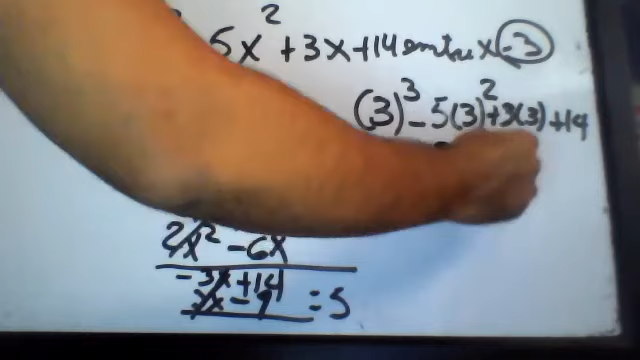 5x² + 3x + 14 entre x - 3
(3)³ - 5(3)² + 3(3) + 14
2x² - 6x
- 3x + 14
3x - 9 = 5